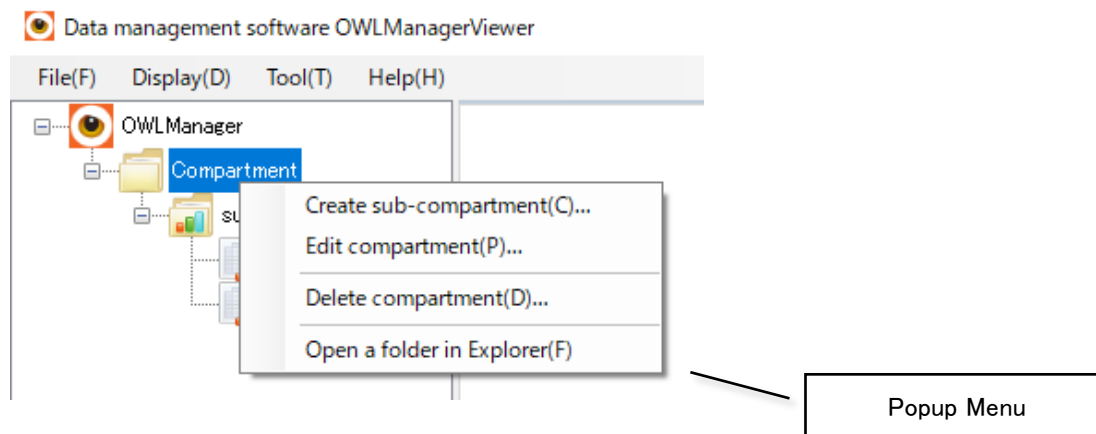 Data management software OWLManagerViewer
File(F) Display(D) Tool(T) Help(H)
OWLManager
Compartment
Create sub-compartment(C)...
Edit compartment(P)...
Delete compartment(D)...
Open a folder in Explorer(F)
Popup Menu